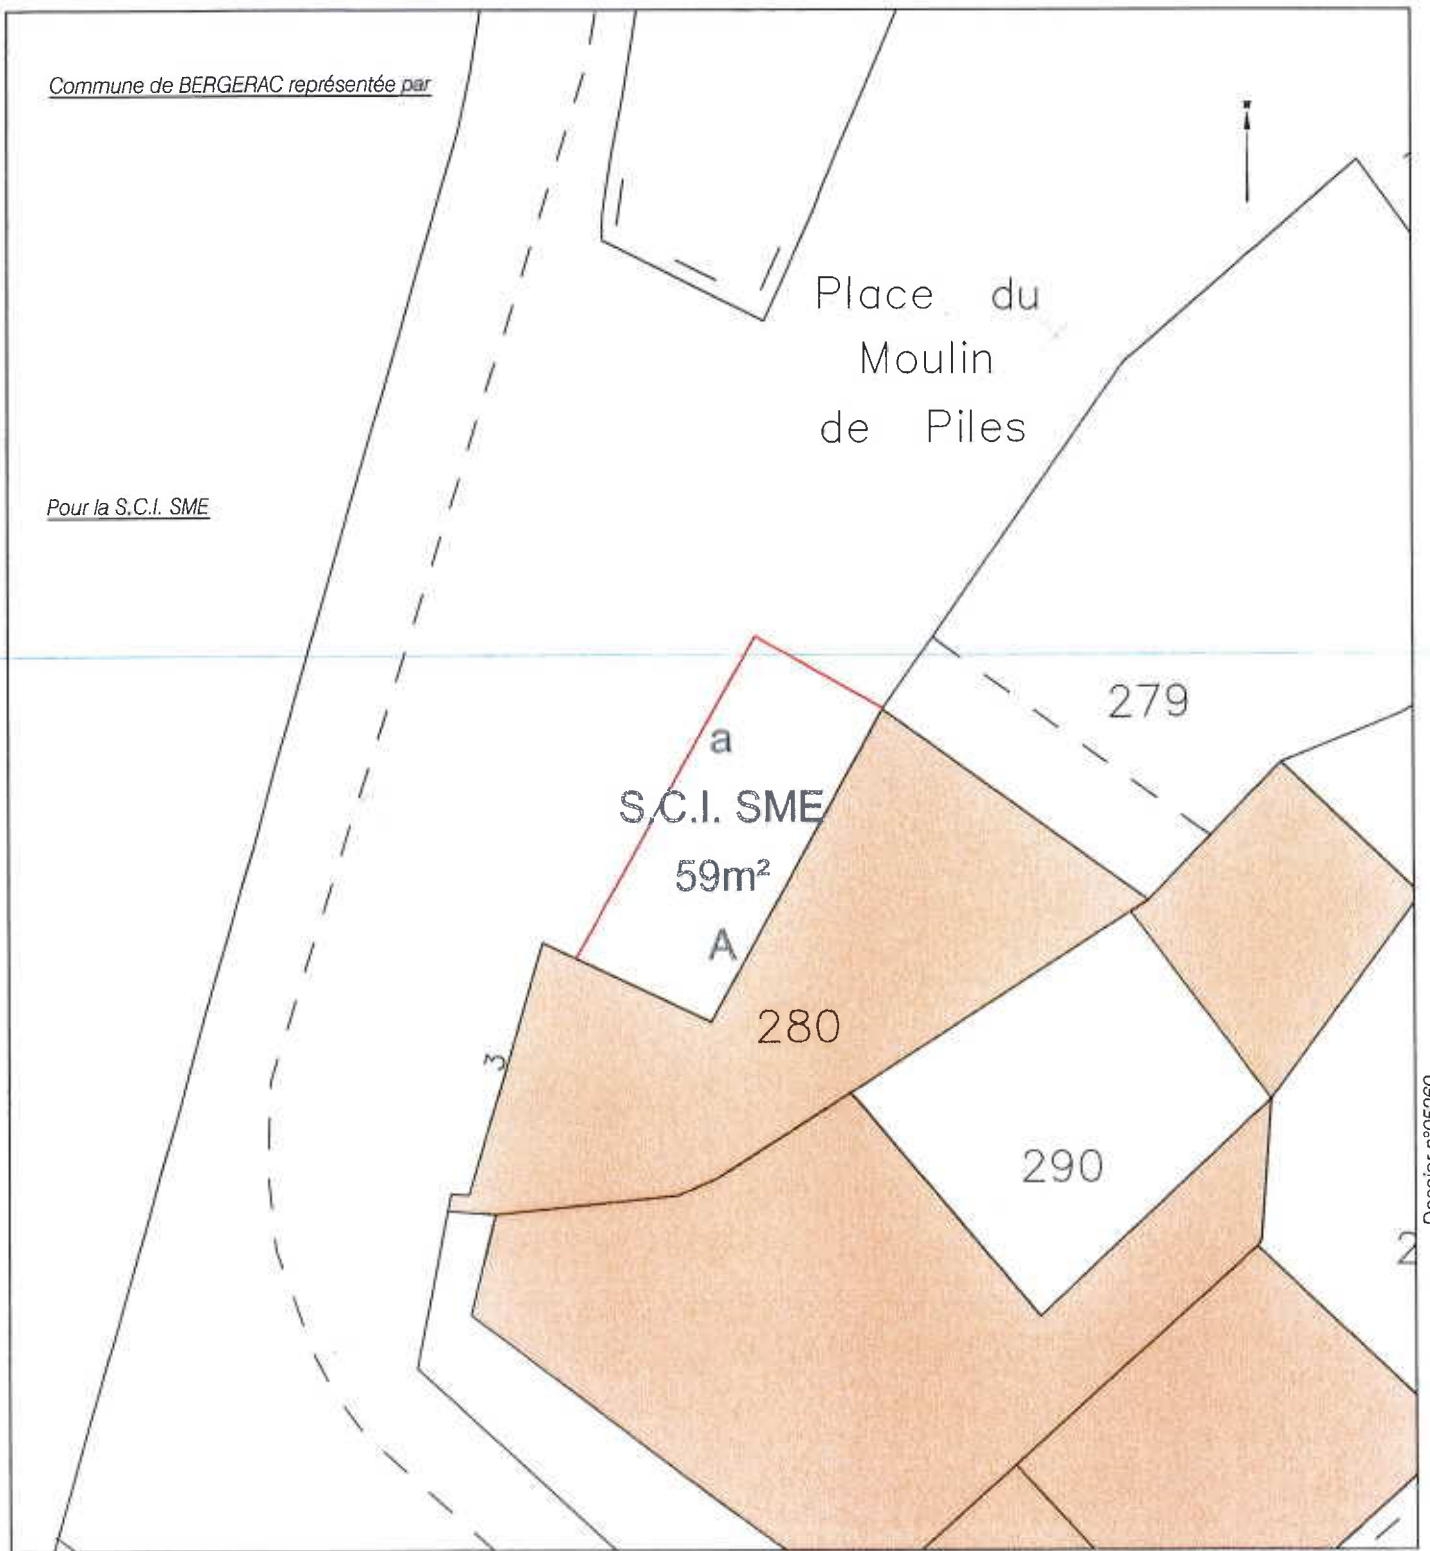 Commune de BERGERAC représentée par
Place du
Moulin
de Piles
Pour la S.C.I. SME
279
a
S.C.I. SME
59m²
A
280
3
290
2